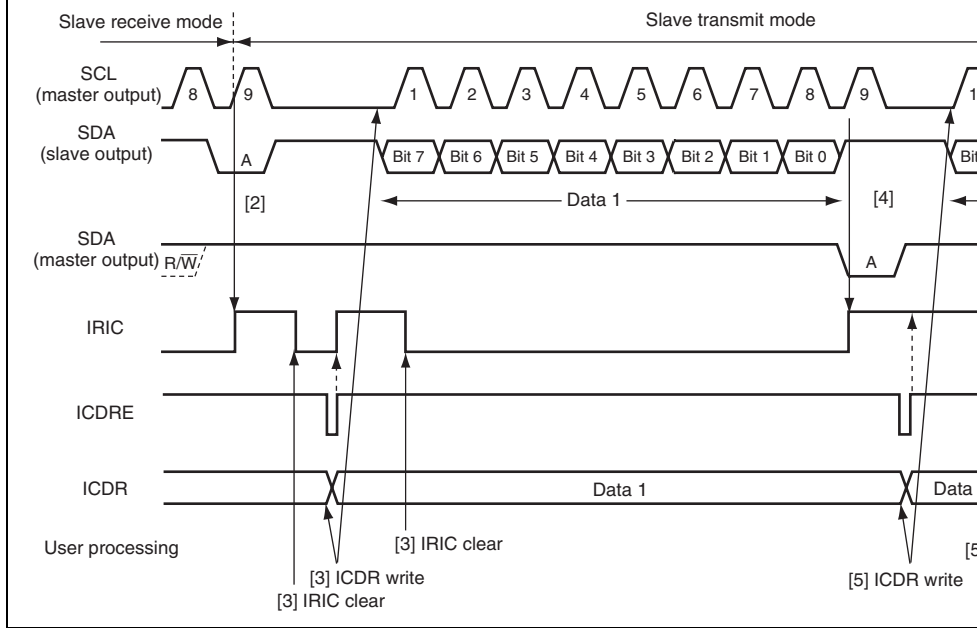 Slave receive mode
Slave transmit mode
SCL
(master output)
8
9
1
2
3
4
5
6
7
8
9
1
SDA
(slave output)
A
Bit 7
Bit 6
Bit 5
Bit 4
Bit 3
Bit 2
Bit 1
Bit 0
Bit
[2]
Data 1
[4]
SDA
(master output)
R/W̅
A
IRIC
ICDRE
ICDR
Data 1
Data
User processing
[3] IRIC clear
[5
[3] ICDR write
[5] ICDR write
[3] IRIC clear